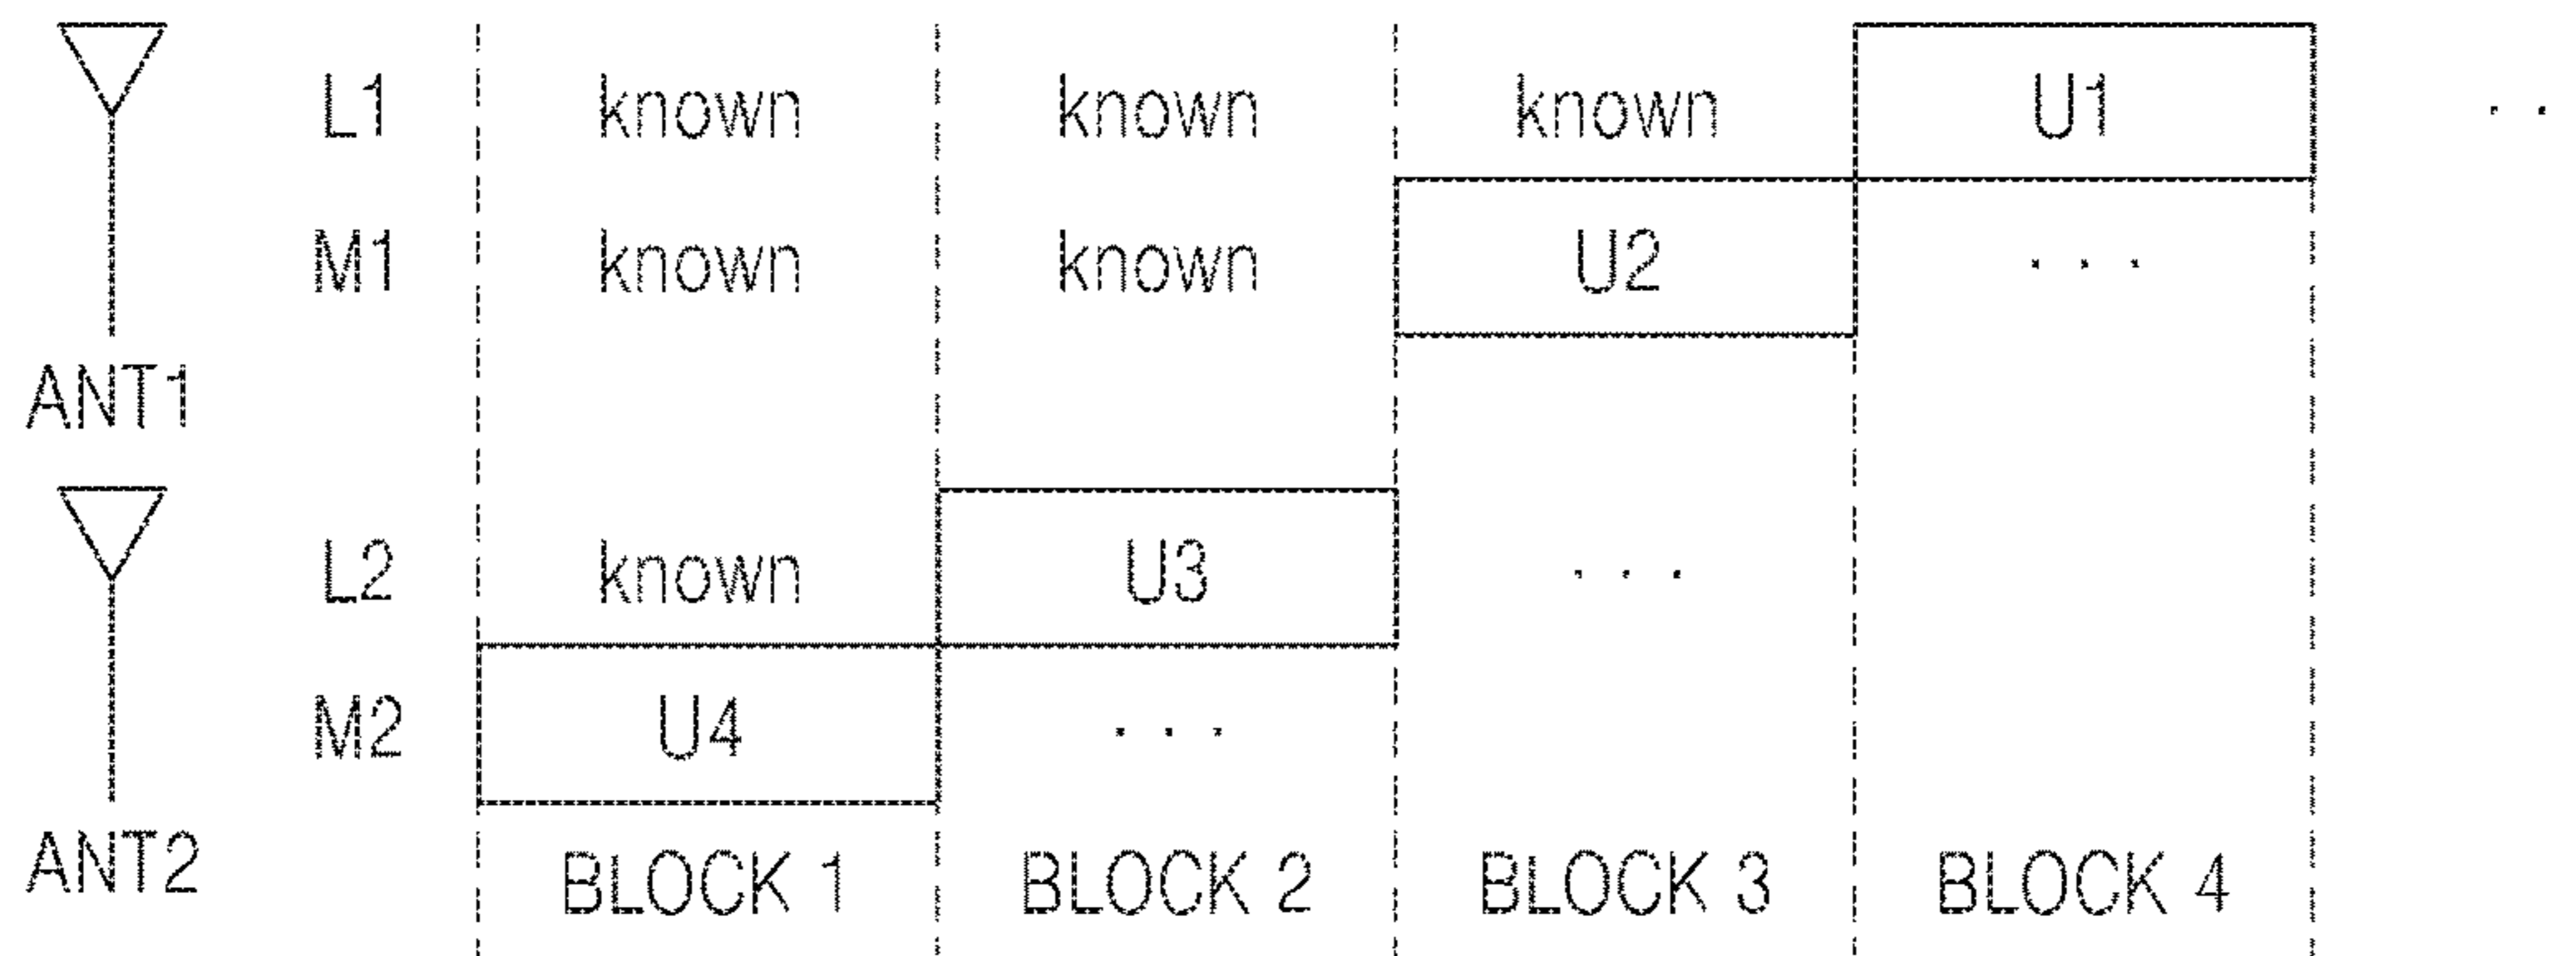 L1 known known known U1 . .
M1 known known U2 . . .
ANT1
L2 known U3 . . .
M2 U4 . . .
ANT2 BLOCK 1 BLOCK 2 BLOCK 3 BLOCK 4